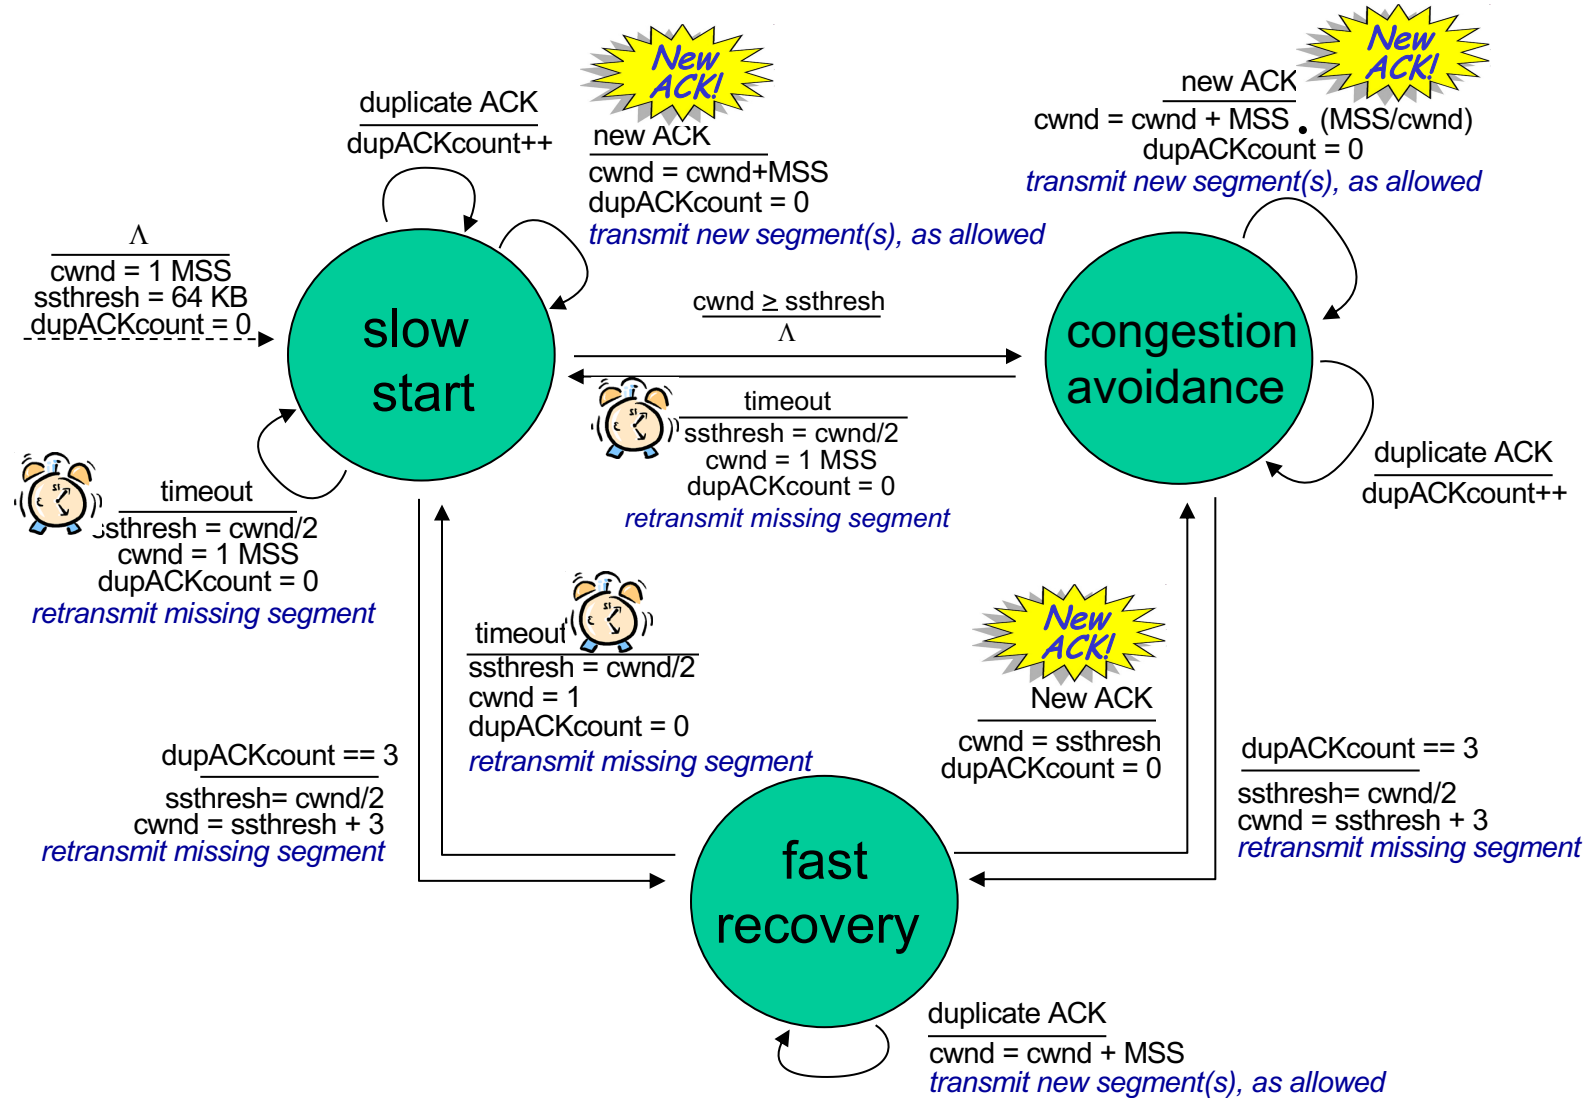 New
ACK!
New
ACK!
duplicate ACK
dupACKcount++
new ACK
cwnd = cwnd+MSS
dupACKcount = 0
transmit new segment(s), as allowed
new ACK
cwnd = cwnd + MSS . (MSS/cwnd)
dupACKcount = 0
transmit new segment(s), as allowed
Λ
cwnd = 1 MSS
ssthresh = 64 KB
dupACKcount = 0
slow
start
cwnd ≥ ssthresh
Λ
congestion
avoidance
timeout
ssthresh = cwnd/2
cwnd = 1 MSS
dupACKcount = 0
retransmit missing segment
duplicate ACK
dupACKcount++
timeout
ssthresh = cwnd/2
cwnd = 1 MSS
dupACKcount = 0
retransmit missing segment
timeout
ssthresh = cwnd/2
cwnd = 1
dupACKcount = 0
retransmit missing segment
New
ACK!
New ACK
cwnd = ssthresh
dupACKcount = 0
dupACKcount == 3
ssthresh= cwnd/2
cwnd = ssthresh + 3
retransmit missing segment
dupACKcount == 3
ssthresh= cwnd/2
cwnd = ssthresh + 3
retransmit missing segment
fast
recovery
duplicate ACK
cwnd = cwnd + MSS
transmit new segment(s), as allowed